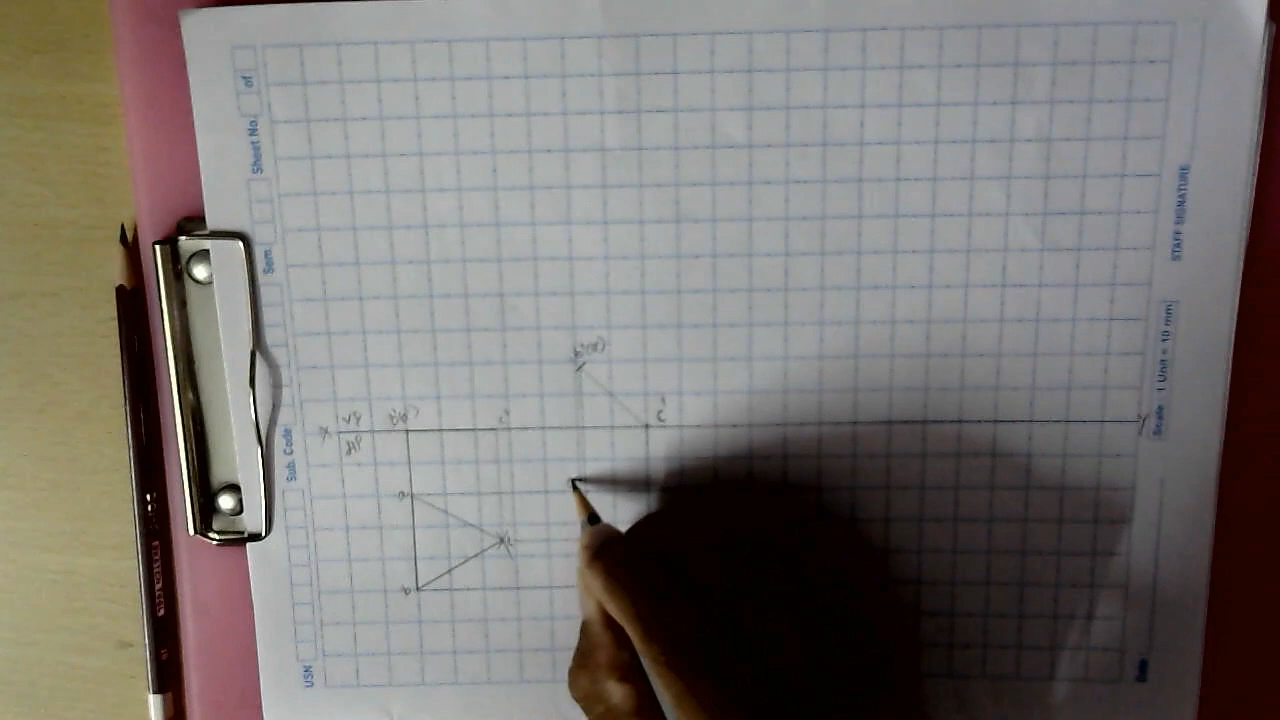 USN
Sub. Code
Sem.
Sheet No.
of
X
VP
HP
a
b
c'
c'
Y
Scale : 1 Unit = 10 mm
STAFF SIGNATURE
Date